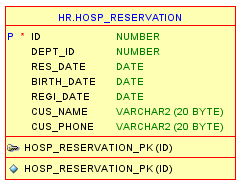 HR.HOSP_RESERVATION
P * ID NUMBER
DEPT_ID NUMBER
RES_DATE DATE
BIRTH_DATE DATE
REGI_DATE DATE
CUS_NAME VARCHAR2 (20 BYTE)
CUS_PHONE VARCHAR2 (20 BYTE)
HOSP_RESERVATION_PK (ID)
HOSP_RESERVATION_PK (ID)